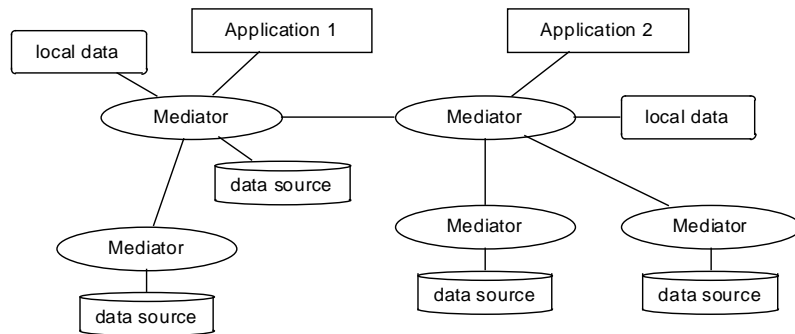 Application 1
Application 2
local data
Mediator
Mediator
local data
data source
Mediator
Mediator
Mediator
data source
data source
data source